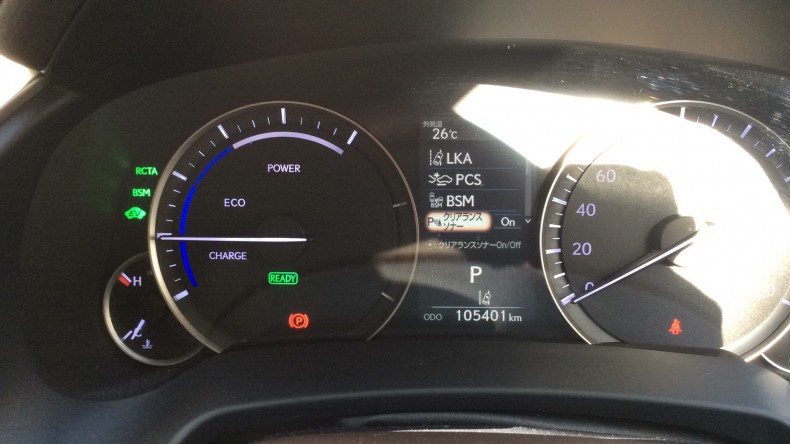 RCTA
BSM
EV
POWER
ECO
CHARGE
READY
P
H
外気温
26℃
LKA
PCS
BSM
BSM
P クリアランス
ソナー On
:クリアランスソナーOn/Off
P
ODO 105401 km
60
40
20
0